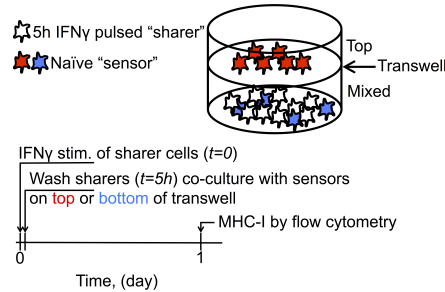 5h IFNγ pulsed “sharer”
Naïve “sensor”
Top
Transwell
Mixed
IFNγ stim. of sharer cells (t=0)
Wash sharers (t=5h) co-culture with sensors
on top or bottom of transwell
MHC-I by flow cytometry
0 1
Time, (day)